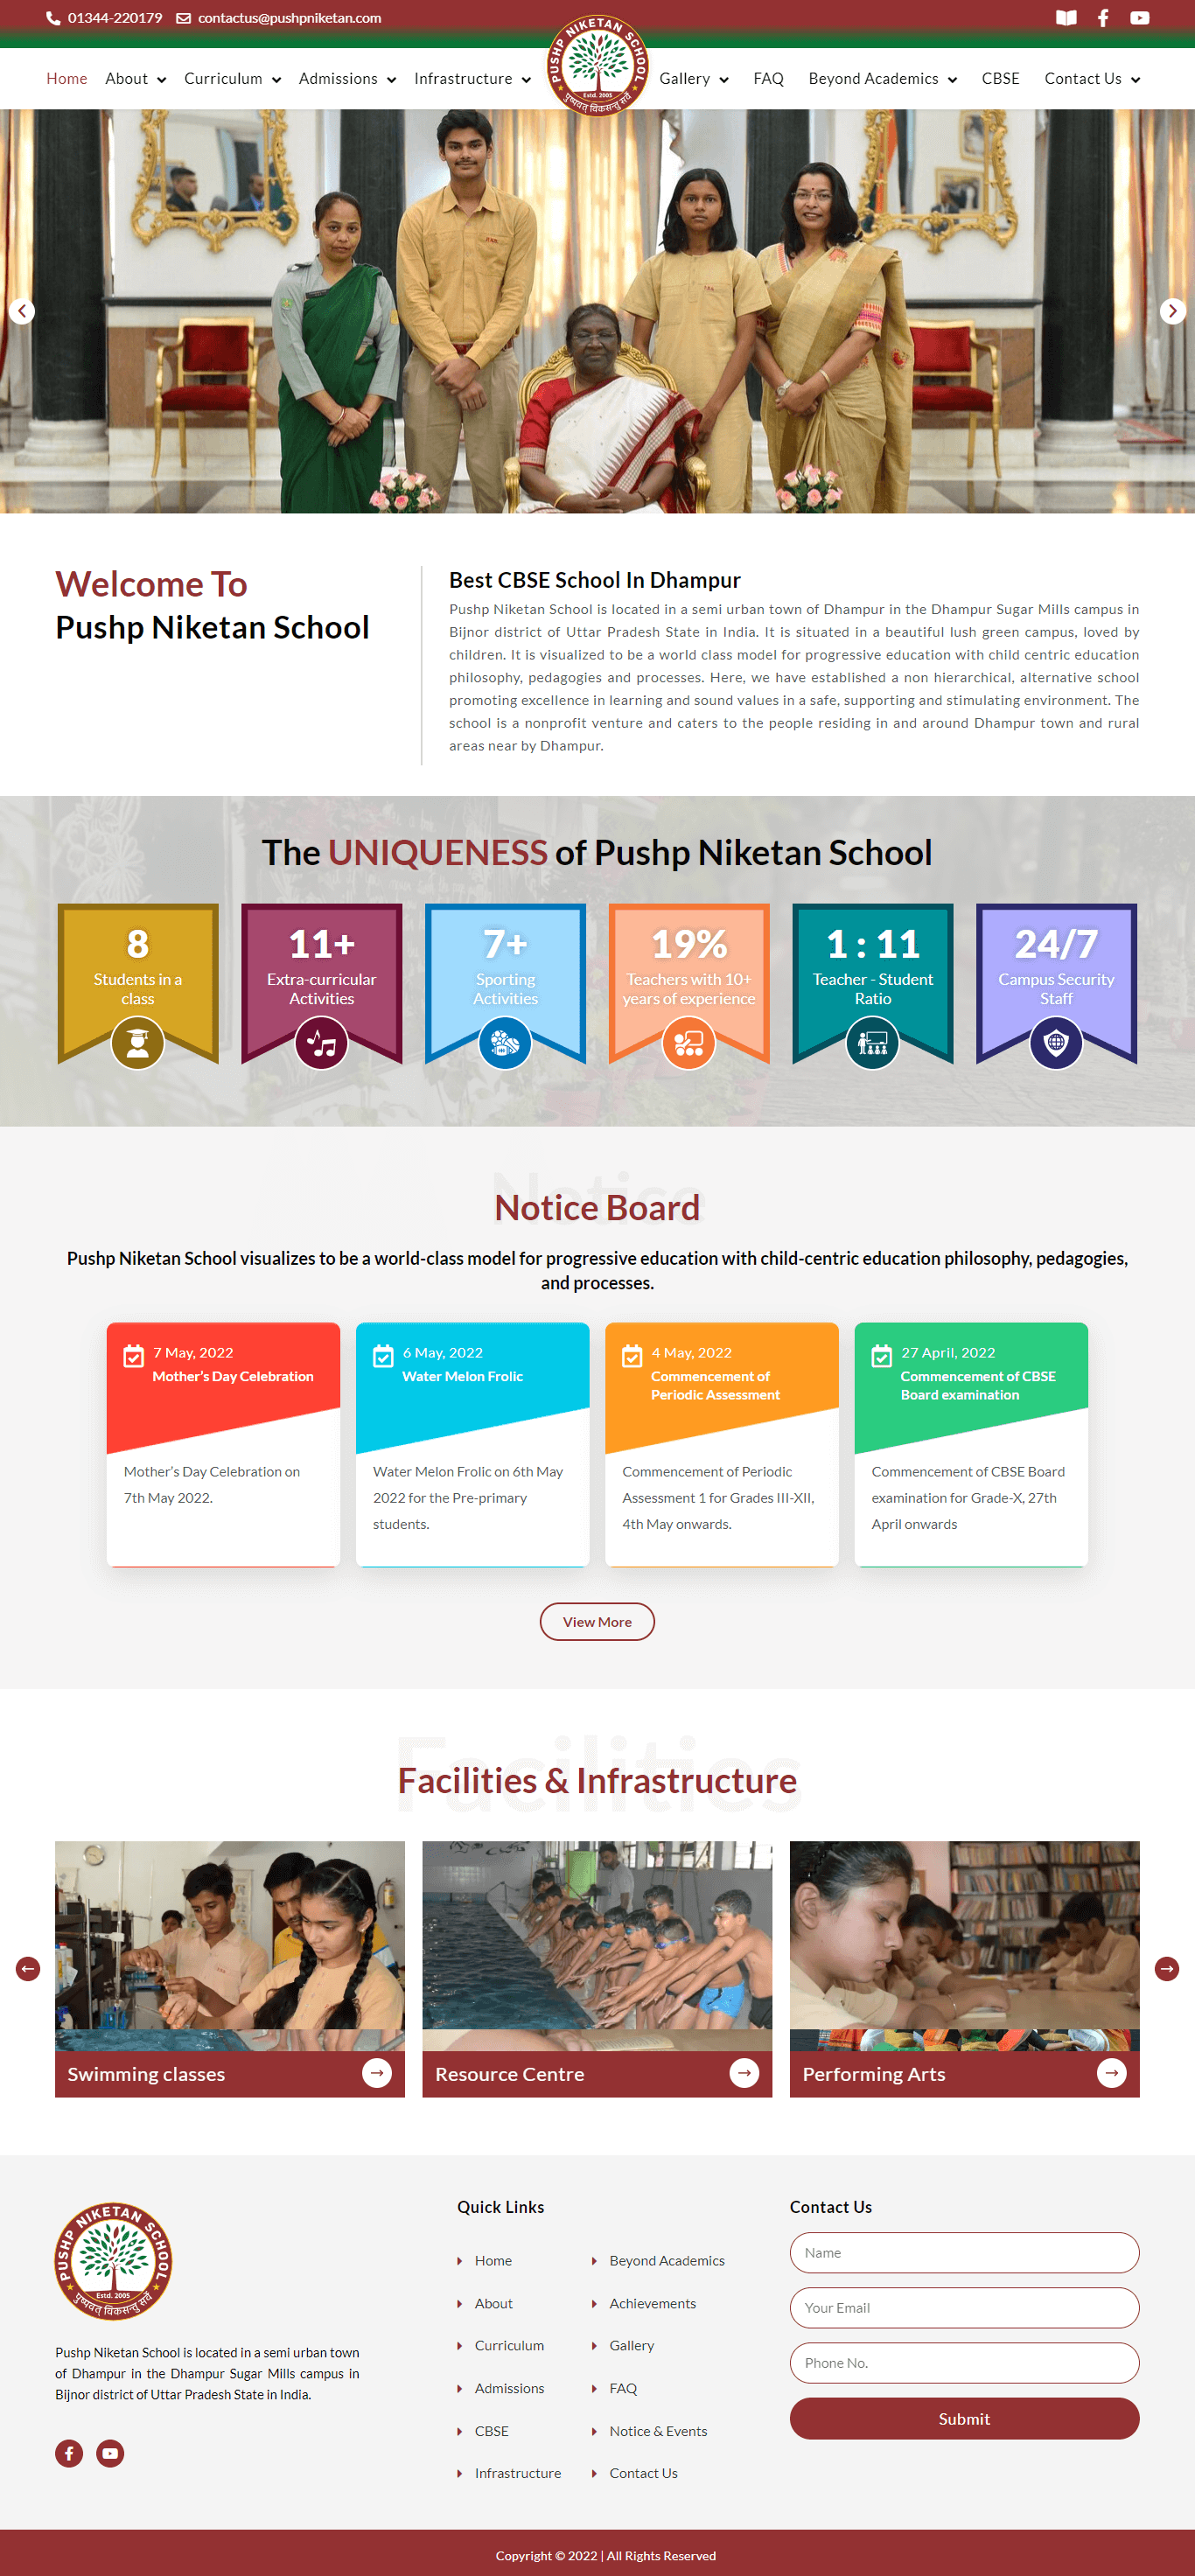 01344-220179 contactus@pushpniketan.com
PUSHP NIKETAN SCHOOL
Estd. 2005
पुष्प्यवत् विकसन्तु सर्वे
Home About Curriculum Admissions Infrastructure Gallery FAQ Beyond Academics CBSE Contact Us
Welcome To
Pushp Niketan School
Best CBSE School In Dhampur
Pushp Niketan School is located in a semi urban town of Dhampur in the Dhampur Sugar Mills campus in
Bijnor district of Uttar Pradesh State in India. It is situated in a beautiful lush green campus, loved by
children. It is visualized to be a world class model for progressive education with child centric education
philosophy, pedagogies and processes. Here, we have established a non hierarchical, alternative school
promoting excellence in learning and sound values in a safe, supporting and stimulating environment. The
school is a nonprofit venture and caters to the people residing in and around Dhampur town and rural
areas near by Dhampur.
The UNIQUENESS of Pushp Niketan School
8
Students in a
class
11+
Extra-curricular
Activities
7+
Sporting
Activities
19%
Teachers with 10+
years of experience
1 : 11
Teacher - Student
Ratio
24/7
Campus Security
Staff
Notice
Notice Board
Pushp Niketan School visualizes to be a world-class model for progressive education with child-centric education philosophy, pedagogies,
and processes.
7 May, 2022
Mother's Day Celebration
Mother's Day Celebration on
7th May 2022.
6 May, 2022
Water Melon Frolic
Water Melon Frolic on 6th May
2022 for the Pre-primary
students.
4 May, 2022
Commencement of
Periodic Assessment
Commencement of Periodic
Assessment 1 for Grades III-XII,
4th May onwards.
27 April, 2022
Commencement of CBSE
Board examination
Commencement of CBSE Board
examination for Grade-X, 27th
April onwards
View More
Facilities
Facilities & Infrastructure
Swimming classes
Resource Centre
Performing Arts
PUSHP NIKETAN SCHOOL
Estd. 2005
पुष्प्यवत् विकसन्तु सर्वे
Pushp Niketan School is located in a semi urban town
of Dhampur in the Dhampur Sugar Mills campus in
Bijnor district of Uttar Pradesh State in India.
Quick Links
Home
About
Curriculum
Admissions
CBSE
Infrastructure
Beyond Academics
Achievements
Gallery
FAQ
Notice & Events
Contact Us
Contact Us
Name
Your Email
Phone No.
Submit
Copyright © 2022 | All Rights Reserved